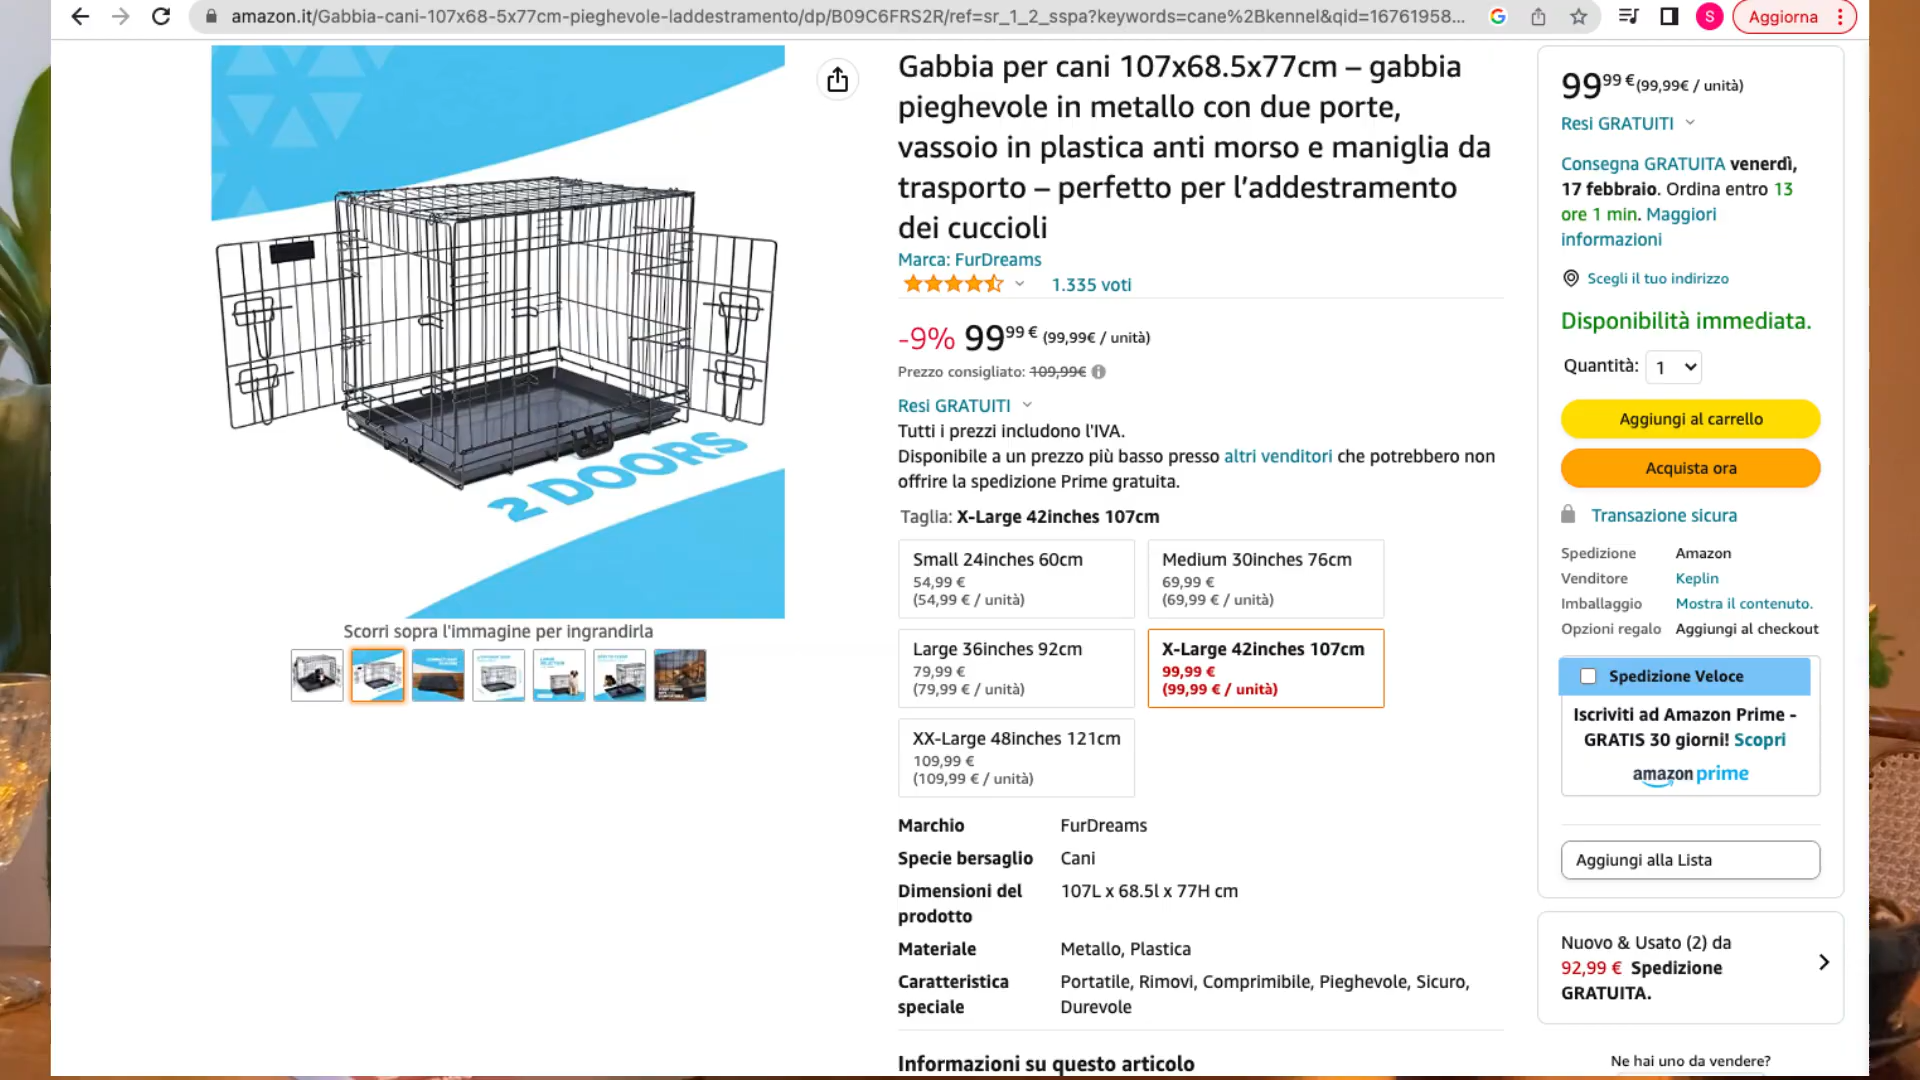 amazon.it/Gabbia-cani-107x68-5x77cm-pieghevole-laddestramento/dp/B09C6FRS2R/ref=sr_1_2_sspa?keywords=cane%2Bkennel&qid=16761958...
S
Aggiorna
2 DOORS
Scorri sopra l'immagine per ingrandirla
Gabbia per cani 107x68.5x77cm – gabbia
pieghevole in metallo con due porte,
vassoio in plastica anti morso e maniglia da
trasporto – perfetto per l’addestramento
dei cuccioli
Marca: FurDreams
1.335 voti
-9% 9999 € (99,99€ / unità)
Prezzo consigliato: 109,99€
Resi GRATUITI
Tutti i prezzi includono l'IVA.
Disponibile a un prezzo più basso presso altri venditori che potrebbero non
offrire la spedizione Prime gratuita.
Taglia: X-Large 42inches 107cm
Small 24inches 60cm
54,99 €
(54,99 € / unità)
Medium 30inches 76cm
69,99 €
(69,99 € / unità)
Large 36inches 92cm
79,99 €
(79,99 € / unità)
X-Large 42inches 107cm
99,99 €
(99,99 € / unità)
XX-Large 48inches 121cm
109,99 €
(109,99 € / unità)
Marchio FurDreams
Specie bersaglio Cani
Dimensioni del prodotto 107L x 68.5l x 77H cm
Materiale Metallo, Plastica
Caratteristica speciale Portatile, Rimovi, Comprimibile, Pieghevole, Sicuro,
Durevole
Informazioni su questo articolo
9999 € (99,99€ / unità)
Resi GRATUITI
Consegna GRATUITA venerdì,
17 febbraio. Ordina entro 13
ore 1 min. Maggiori
informazioni
Scegli il tuo indirizzo
Disponibilità immediata.
Quantità: 1
Aggiungi al carrello
Acquista ora
Transazione sicura
Spedizione Amazon
Venditore Keplin
Imballaggio Mostra il contenuto.
Opzioni regalo Aggiungi al checkout
Spedizione Veloce
Iscriviti ad Amazon Prime -
GRATIS 30 giorni! Scopri
amazon prime
Aggiungi alla Lista
Nuovo & Usato (2) da
92,99 € Spedizione
GRATUITA.
Ne hai uno da vendere?